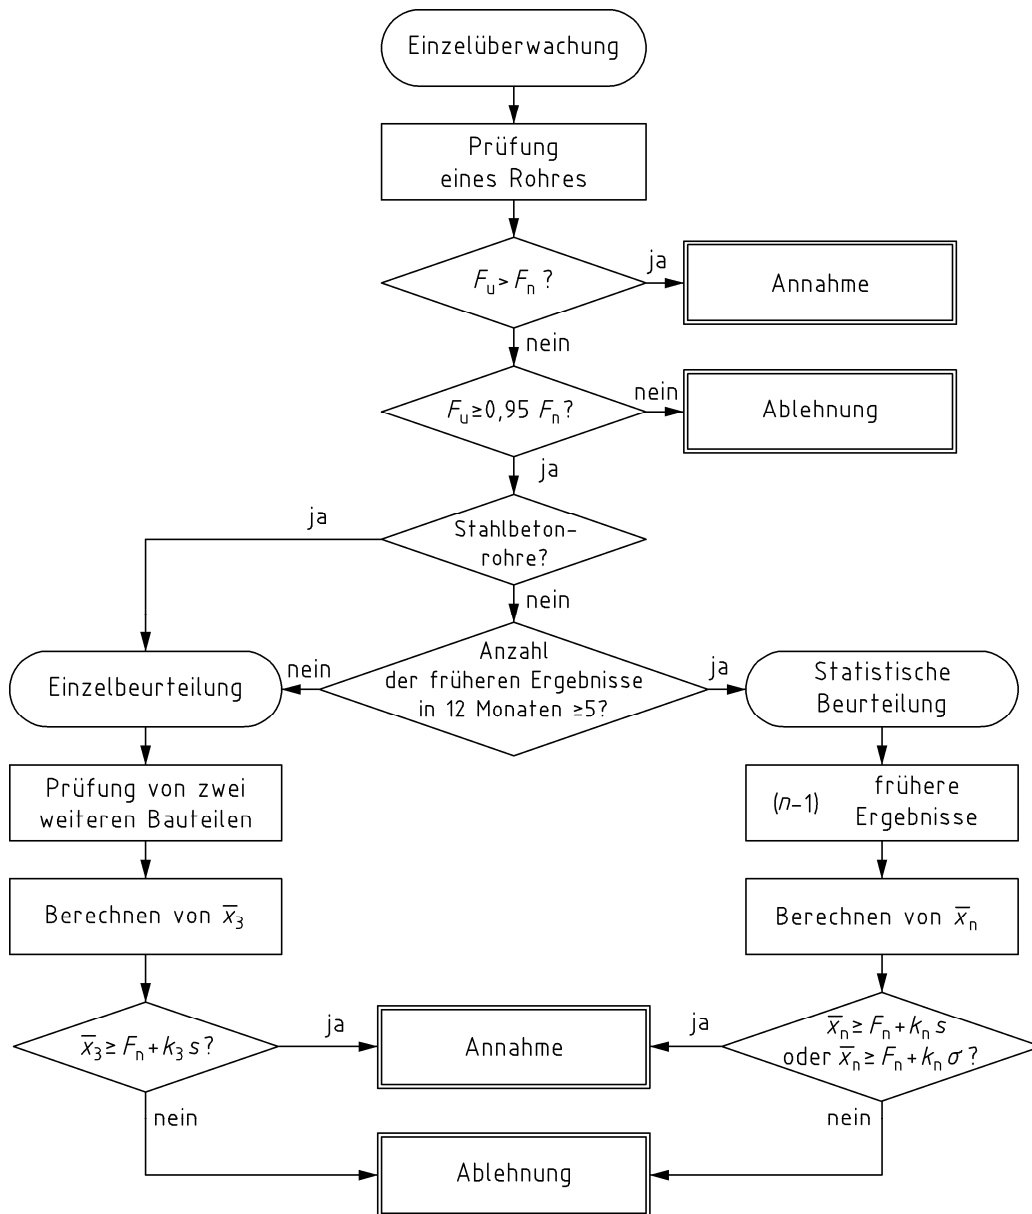 Einzelüberwachung
Prüfung
eines Rohres
F_u > F_n ?
ja
Annahme
nein
F_u ≥ 0,95 F_n ?
nein
Ablehnung
ja
Stahlbeton-
rohre?
ja
nein
Anzahl
der früheren Ergebnisse
in 12 Monaten ≥5?
nein
ja
Einzelbeurteilung
Statistische
Beurteilung
Prüfung von zwei
weiteren Bauteilen
(n–1) frühere
Ergebnisse
Berechnen von x̅_3
Berechnen von x̅_n
x̅_3 ≥ F_n + k_3 s ?
ja
Annahme
ja
x̅_n ≥ F_n + k_n s
oder x̅_n ≥ F_n + k_n σ ?
nein
nein
Ablehnung